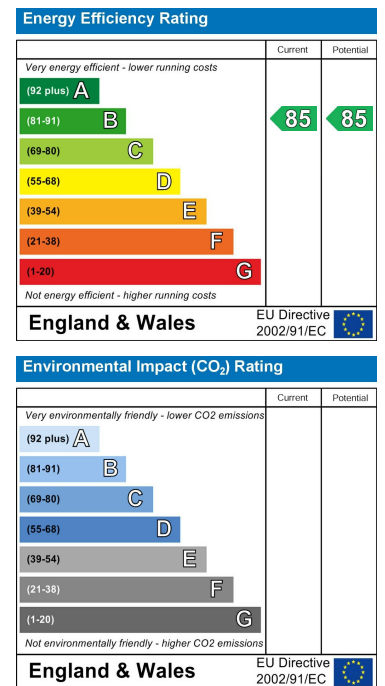 Energy Efficiency Rating
Current Potential
Very energy efficient - lower running costs
(92 plus) A
(81-91) B 85 85
(69-80) C
(55-68) D
(39-54) E
(21-38) F
(1-20) G
Not energy efficient - higher running costs
England & Wales
EU Directive
2002/91/EC
Environmental Impact (CO₂) Rating
Current Potential
Very environmentally friendly - lower CO2 emissions
(92 plus) A
(81-91) B
(69-80) C
(55-68) D
(39-54) E
(21-38) F
(1-20) G
Not environmentally friendly - higher CO2 emissions
England & Wales
EU Directive
2002/91/EC